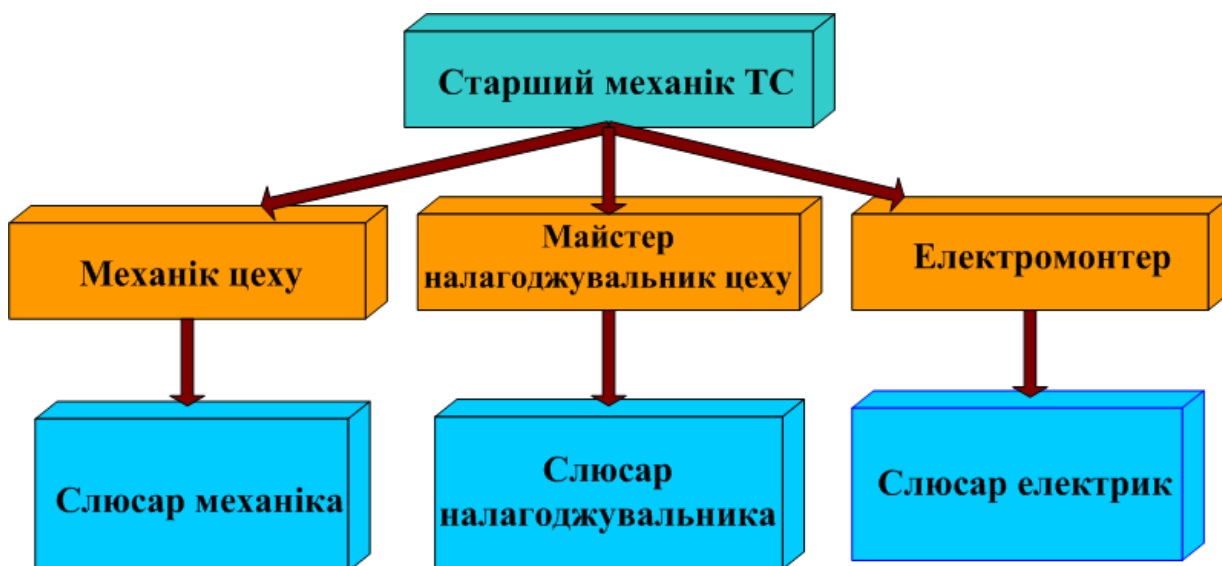 Старший механік ТС
Механік цеху
Майстер
налагоджувальник цеху
Електромонтер
Слюсар механіка
Слюсар
налагоджувальника
Слюсар електрик